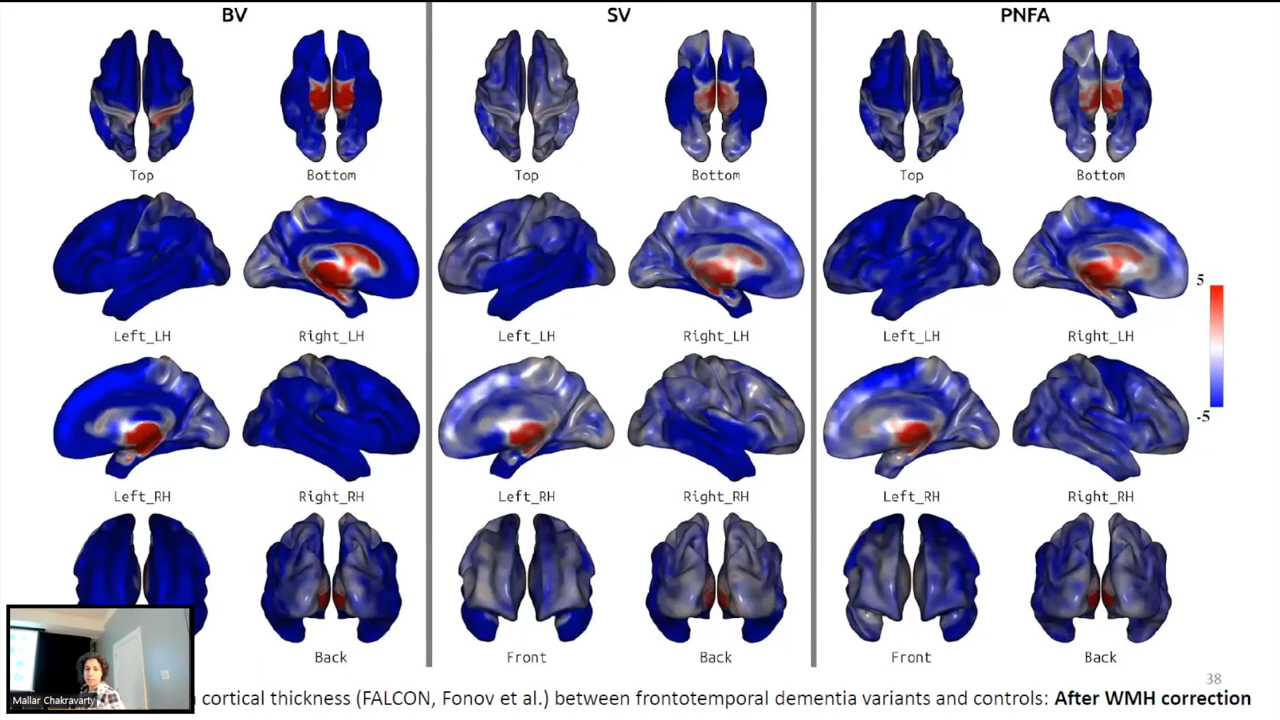 BV
SV
PNFA
Top
Bottom
Top
Bottom
Top
Bottom
Left_LH
Right_LH
Left_LH
Right_LH
Left_LH
Right_LH
5
-5
Left_RH
Right_RH
Left_RH
Right_RH
Left_RH
Right_RH
Back
Front
Back
Front
Back
38
cortical thickness (FALCON, Fonov et al.) between frontotemporal dementia variants and controls: After WMH correction
Mallar Chakravarty